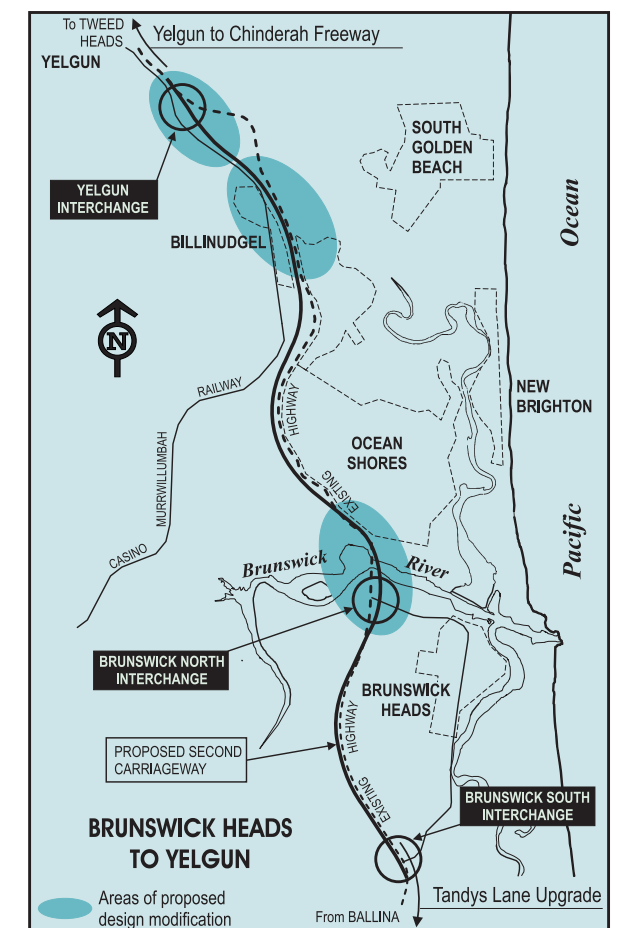 To TWEED
HEADS
Yelgun to Chinderah Freeway
YELGUN
SOUTH
GOLDEN
BEACH
Ocean
YELGUN
INTERCHANGE
BILLINUDGEL
N
RAILWAY
HIGHWAY
NEW
BRIGHTON
MURRWILLUMBAH
OCEAN
SHORES
EXISTING
Pacific
CASINO
Brunswick
River
BRUNSWICK NORTH
INTERCHANGE
BRUNSWICK
HEADS
HIGHWAY
PROPOSED SECOND
CARRIAGEWAY
EXISTING
BRUNSWICK SOUTH
INTERCHANGE
BRUNSWICK HEADS
TO YELGUN
Tandys Lane Upgrade
Areas of proposed
design modification
From BALLINA